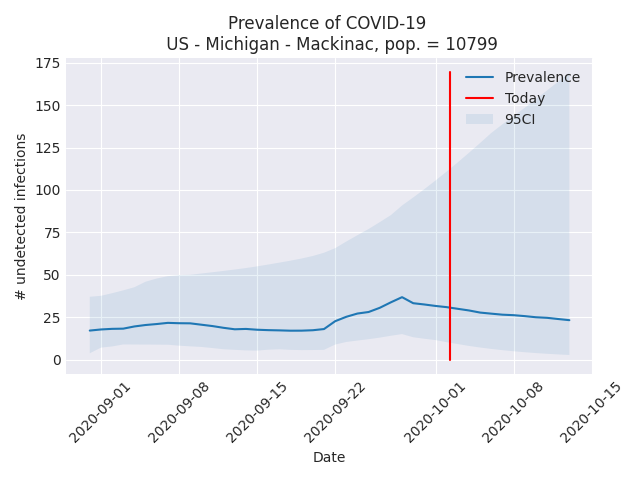 Prevalence of COVID-19
US - Michigan - Mackinac, pop. = 10799
175
150
125
100
75
50
25
0
# undetected infections
Prevalence
Today
95CI
2020-09-01
2020-09-08
2020-09-15
2020-09-22
2020-10-01
2020-10-08
2020-10-15
Date